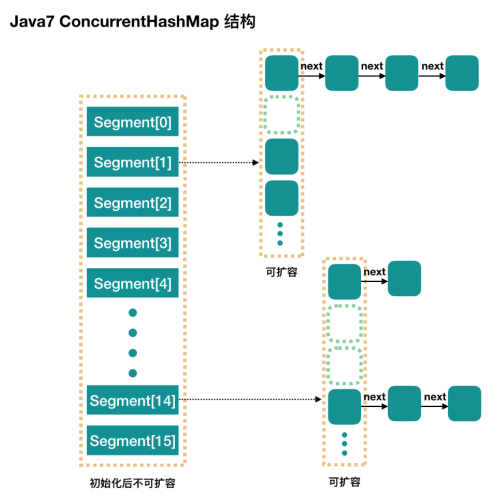 Java7 ConcurrentHashMap 结构
next
next
next
Segment[0]
Segment[1]
Segment[2]
Segment[3]
Segment[4]
可扩容
next
Segment[14]
next
next
Segment[15]
可扩容
初始化后不可扩容